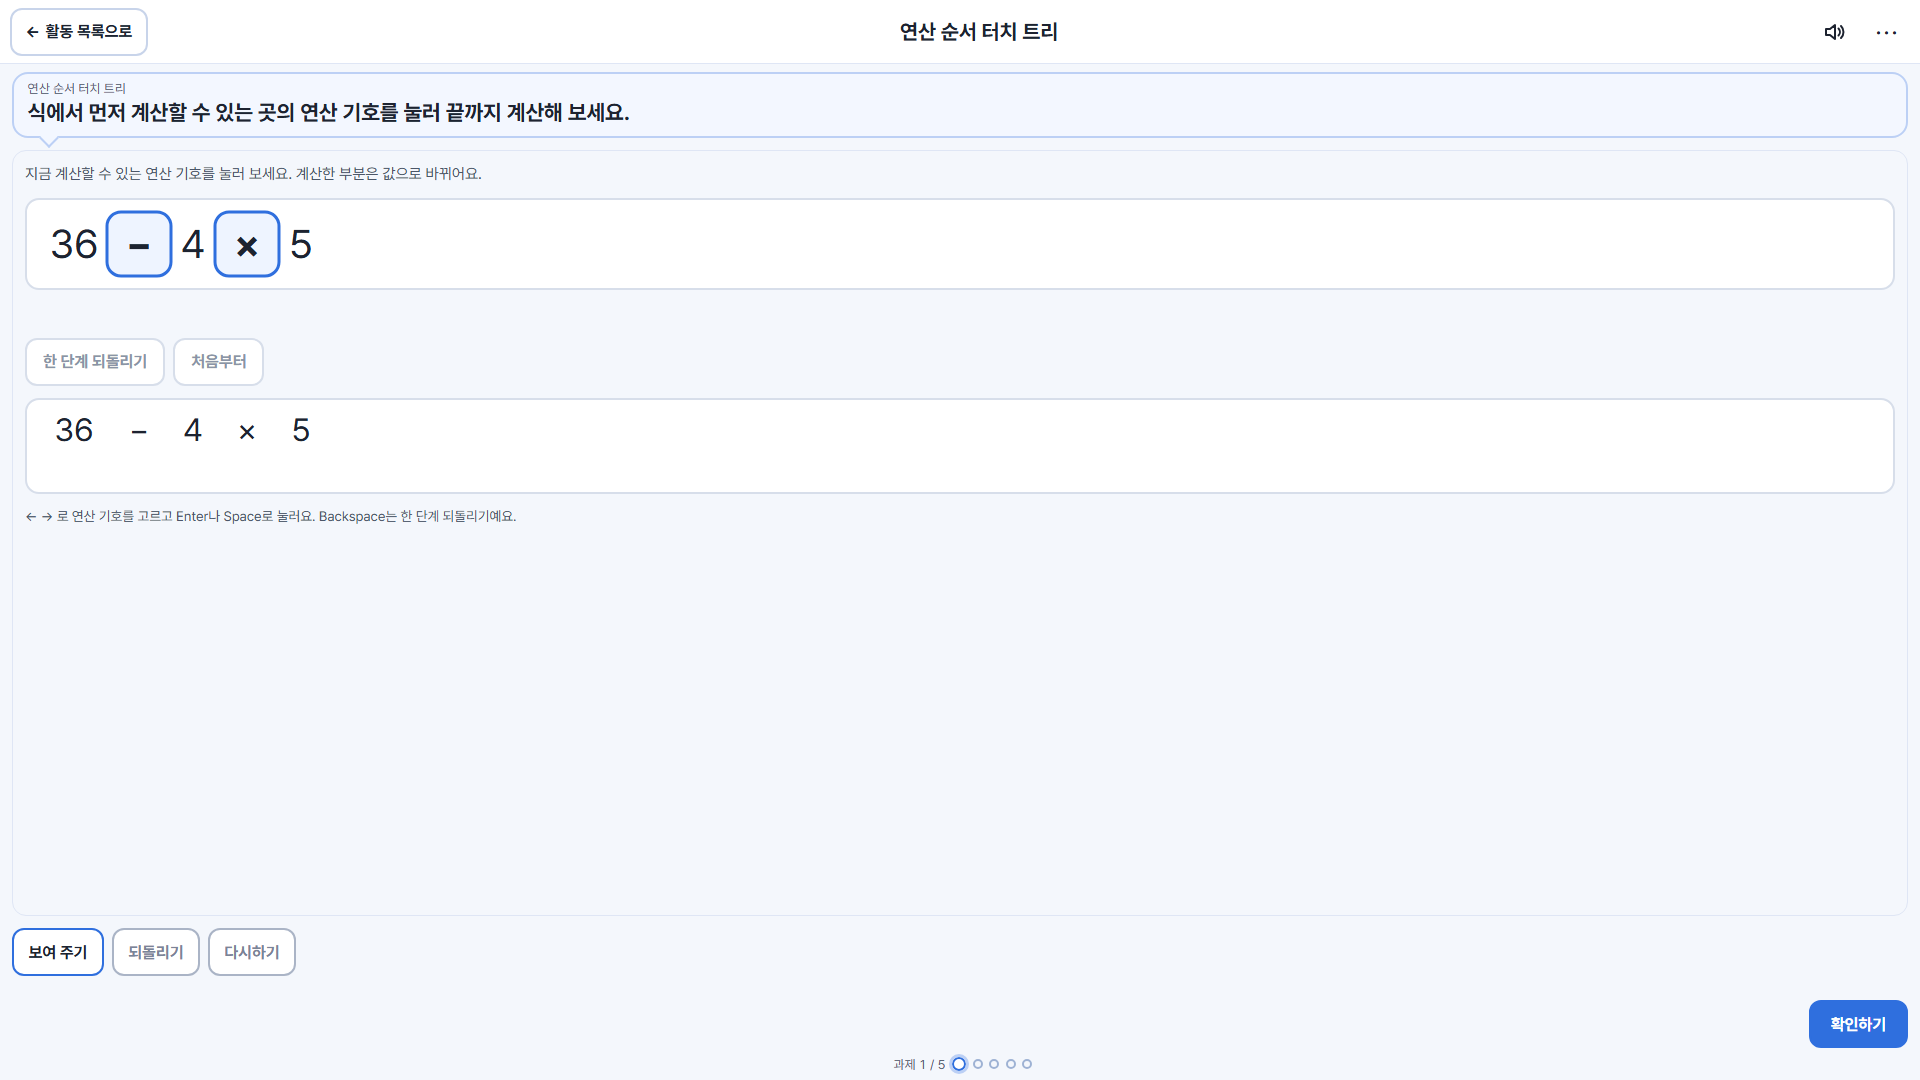 ← 활동 목록으로
연산 순서 터치 트리
연산 순서 터치 트리
식에서 먼저 계산할 수 있는 곳의 연산 기호를 눌러 끝까지 계산해 보세요.
지금 계산할 수 있는 연산 기호를 눌러 보세요. 계산한 부분은 값으로 바뀌어요.
36 − 4 × 5
한 단계 되돌리기
처음부터
36 − 4 × 5
← → 로 연산 기호를 고르고 Enter나 Space로 눌러요. Backspace는 한 단계 되돌리기예요.
보여 주기
되돌리기
다시하기
확인하기
과제 1 / 5